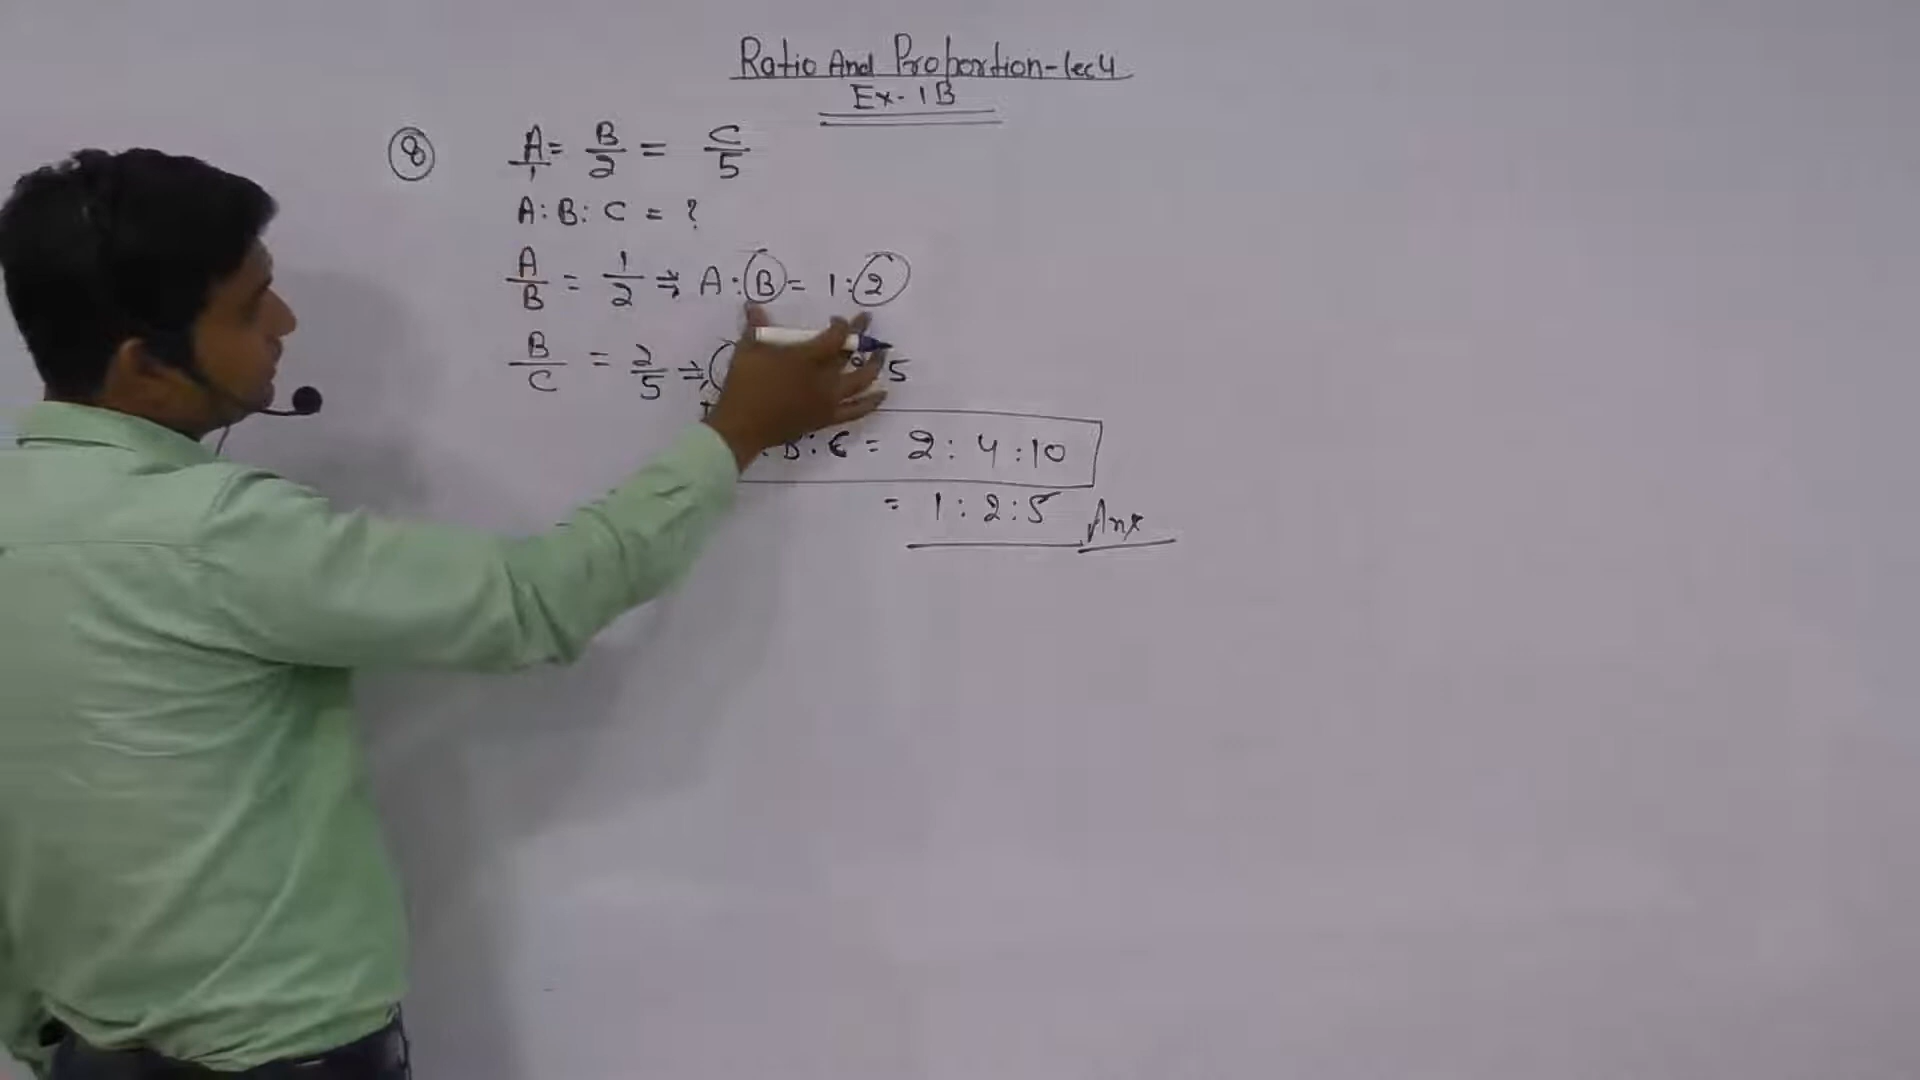 Ratio And Proportion-lec 4
Ex-1B
8 A/1 = B/2 = C/5
A:B:C = ?
A/B = 1/2 ⇒ A:B = 1:2
B/C = 2/5 ⇒ 5
B:C = 2:4:10
= 1:2:5 Ans